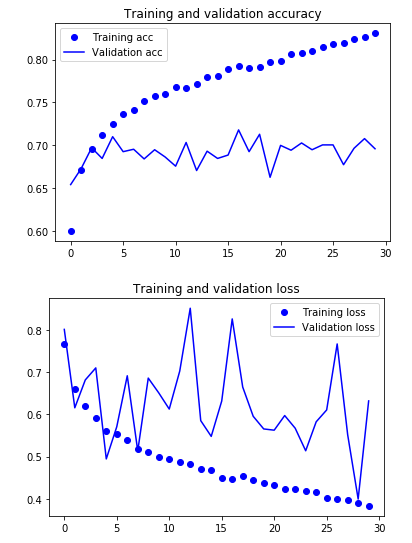 Training and validation accuracy
Training acc
Validation acc
0.80
0.75
0.70
0.65
0.60
0 5 10 15 20 25 30
Training and validation loss
Training loss
Validation loss
0.8
0.7
0.6
0.5
0.4
0 5 10 15 20 25 30